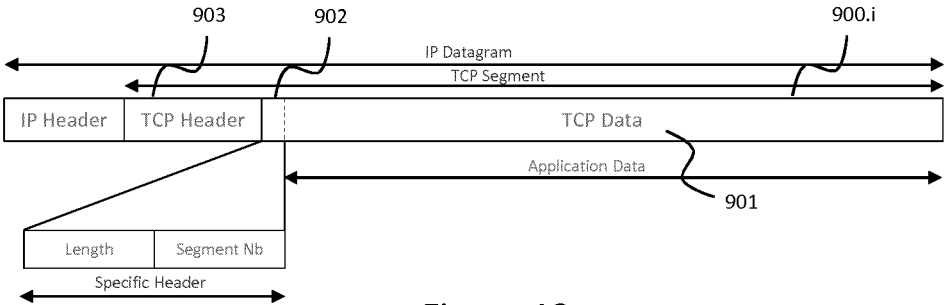 903
902
900.i
IP Datagram
TCP Segment
IP Header
TCP Header
TCP Data
Application Data
901
Length
Segment Nb
Specific Header
Figure